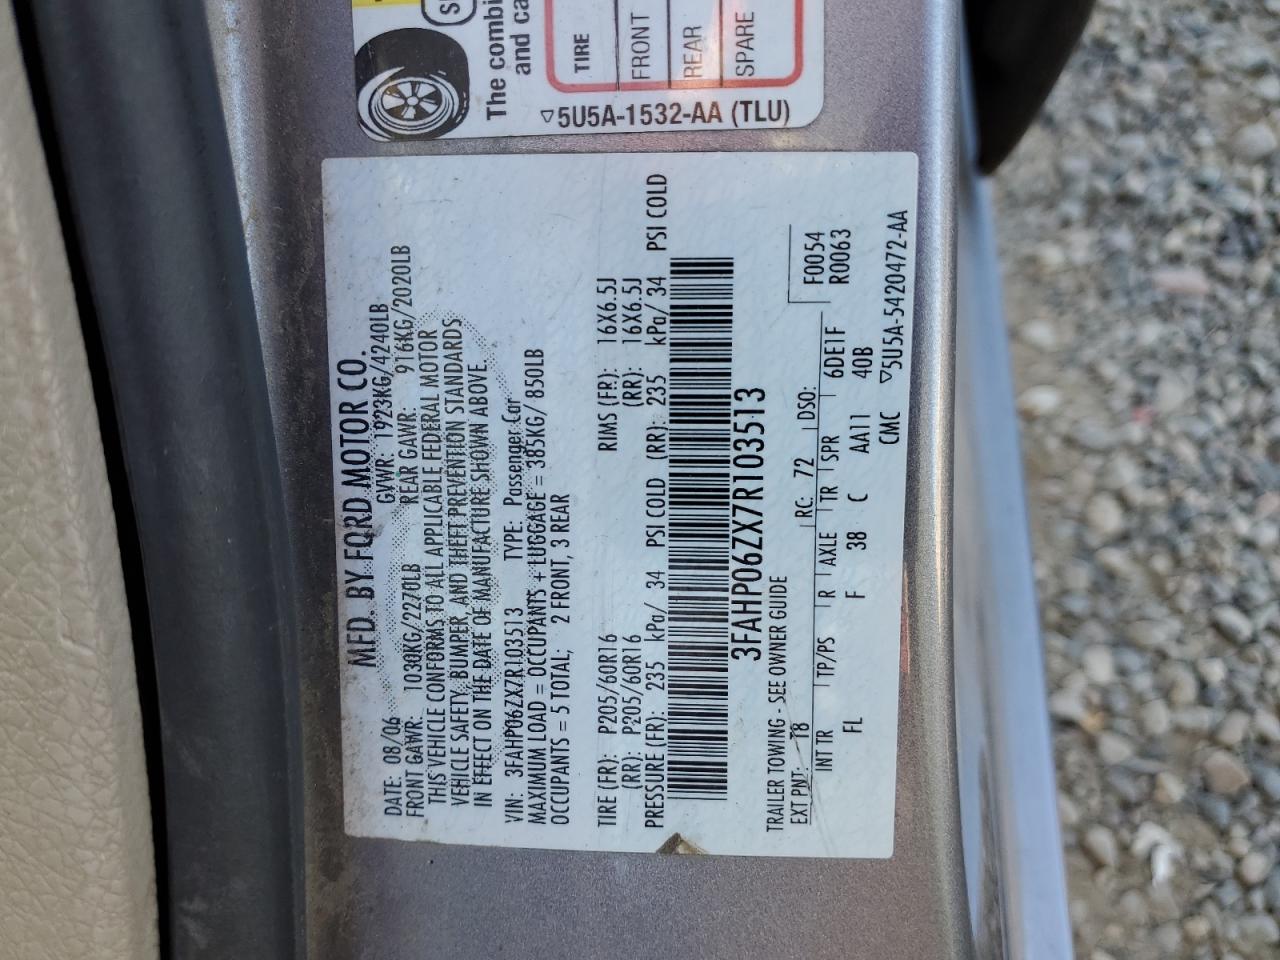 The combi
and ca
TIRE
FRONT
REAR
SPARE
▽5U5A-1532-AA (TLU)
MFD. BY FORD MOTOR CO.
DATE: 08/06 GVWR: 1923KG/4240LB
FRONT GAWR: 1030KG/2270LB REAR GAWR: 916KG/2020LB
THIS VEHICLE CONFORMS TO ALL APPLICABLE FEDERAL MOTOR
VEHICLE SAFETY, BUMPER, AND THEFT PREVENTION STANDARDS
IN EFFECT ON THE DATE OF MANUFACTURE SHOWN ABOVE.
VIN: 3FAHP06ZX7R103513 TYPE: Passenger Car
MAXIMUM LOAD = OCCUPANTS + LUGGAGE = 385KG/ 850LB
OCCUPANTS = 5 TOTAL; 2 FRONT, 3 REAR
TIRE (FR): P205/60R16 RIMS (FR): 16X6.5J
(RR): P205/60R16 (RR): 16X6.5J
PRESSURE (FR): 235 kPa/ 34 PSI COLD (RR): 235 kPa/ 34 PSI COLD
3FAHP06ZX7R103513
TRAILER TOWING - SEE OWNER GUIDE F0054
EXT PNT: T8 RC: 72 DSO: R0063
INT TR TP/PS R AXLE TR SPR 6DE1F
FL F 38 C AA11 40B
CMC ▽5U5A-5420472-AA